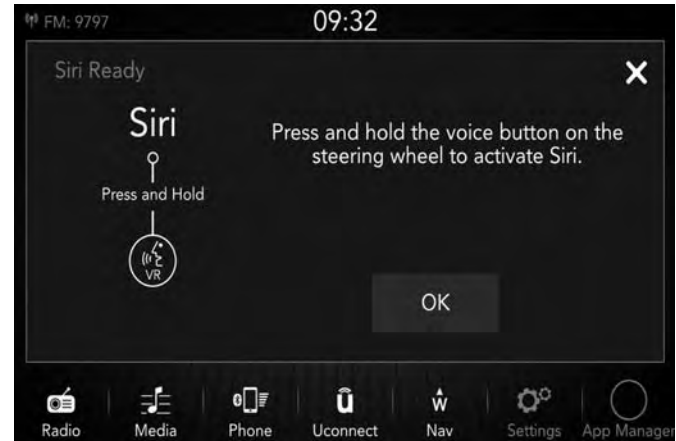 FM: 9797
09:32
Siri Ready
X
Siri
Press and Hold
VR
Press and hold the voice button on the
steering wheel to activate Siri.
OK
Radio
Media
Phone
û
Uconnect
W
Nav
Settings
App Manager